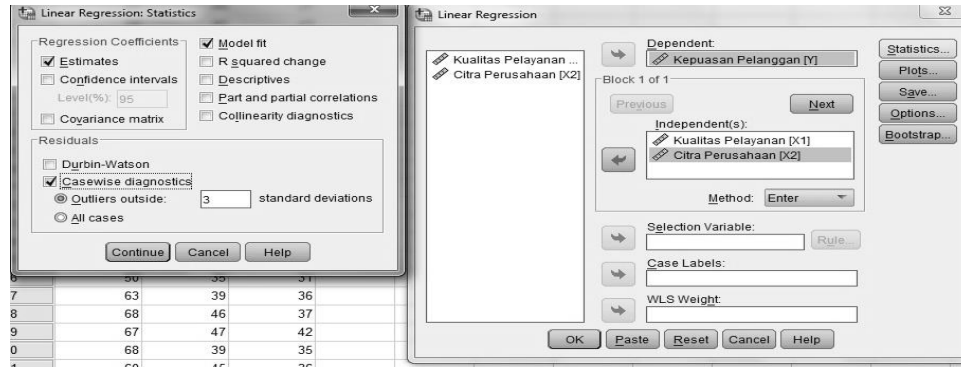 Linear Regression: Statistics
Regression Coefficients
Estimates
Confidence intervals
Level(%): 95
Covariance matrix
Model fit
R squared change
Descriptives
Part and partial correlations
Collinearity diagnostics
Residuals
Durbin-Watson
Casewise diagnostics
Outliers outside: 3 standard deviations
All cases
Continue Cancel Help
7 63 39 36
8 68 46 37
9 67 47 42
0 68 39 35
Linear Regression
Kualitas Pelayanan ...
Citra Perusahaan [X2]
Dependent:
Kepuasan Pelanggan [Y]
Block 1 of 1
Previous Next
Independent(s):
Kualitas Pelayanan [X1]
Citra Perusahaan [X2]
Method: Enter
Selection Variable:
Rule...
Case Labels:
WLS Weight:
OK Paste Reset Cancel Help
Statistics...
Plots...
Save...
Options...
Bootstrap...